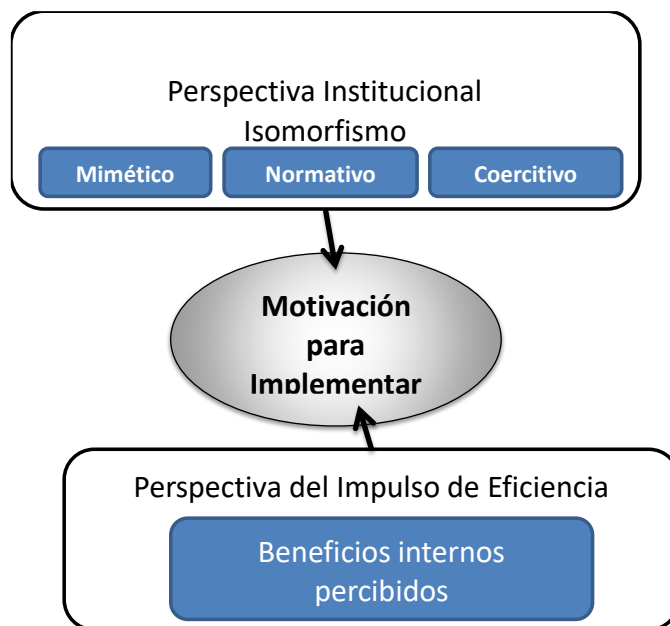 Perspectiva Institucional
Isomorfismo
Mimético
Normativo
Coercitivo
Motivación
para
Implementar
Perspectiva del Impulso de Eficiencia
Beneficios internos
percibidos